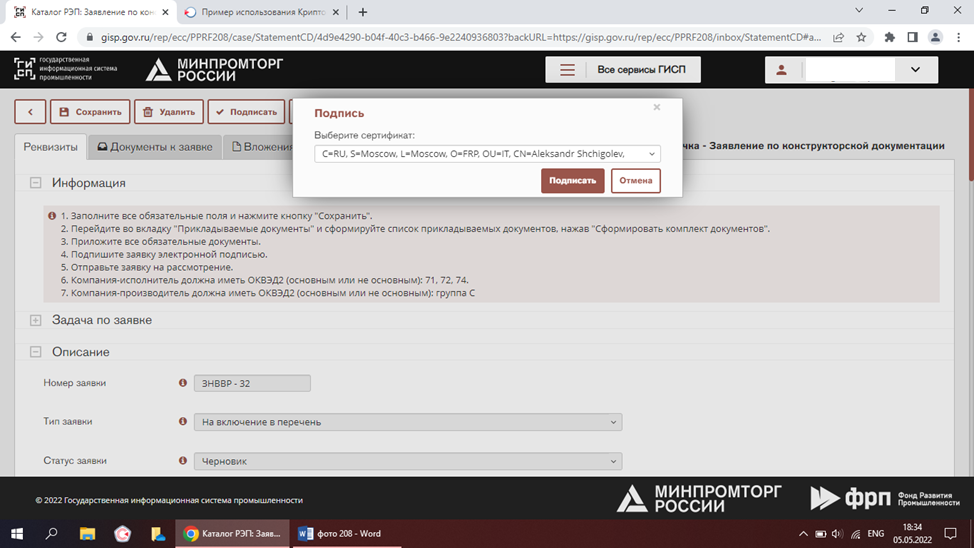 Каталог РЭП: Заявление по кон
Пример использования Крипто
gisp.gov.ru/rep/ecc/PPRF208/case/StatementCD/4d9e4290-b04f-40c3-b466-9e2240936803?backURL=https://gisp.gov.ru/rep/ecc/PPRF208/inbox/StatementCD#a...
государственная
информационная система
промышленности
МИНПРОМТОРГ
РОССИИ
Все сервисы ГИСП
Сохранить
Удалить
Подписать
Подпись
Выберите сертификат:
C=RU, S=Moscow, L=Moscow, O=FRP, OU=IT, CN=Aleksandr Shchigolev,
Подписать
Отмена
Реквизиты
Документы к заявке
Вложения
чка - Заявление по конструкторской документации
Информация
1. Заполните все обязательные поля и нажмите кнопку "Сохранить".
2. Перейдите во вкладку "Прикладываемые документы" и сформируйте список прикладываемых документов, нажав "Сформировать комплект документов".
3. Приложите все обязательные документы.
4. Подпишите заявку электронной подписью.
5. Отправьте заявку на рассмотрение.
6. Компания-исполнитель должна иметь ОКВЭД2 (основным или не основным): 71, 72, 74.
7. Компания-производитель должна иметь ОКВЭД2 (основным или не основным): группа С
Задача по заявке
Описание
Номер заявки
ЗНВВР - 32
Тип заявки
На включение в перечень
Статус заявки
Черновик
© 2022 Государственная информационная система промышленности
МИНПРОМТОРГ
РОССИИ
фрп
Фонд Развития
Промышленности
Каталог РЭП: Заяв...
фото 208 - Word
ENG
18:34
05.05.2022